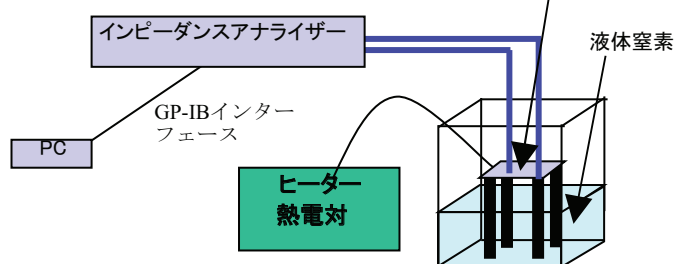 インピーダンスアナライザー
液体窒素
GP-IBインター
フェース
PC
ヒーター
熱電対